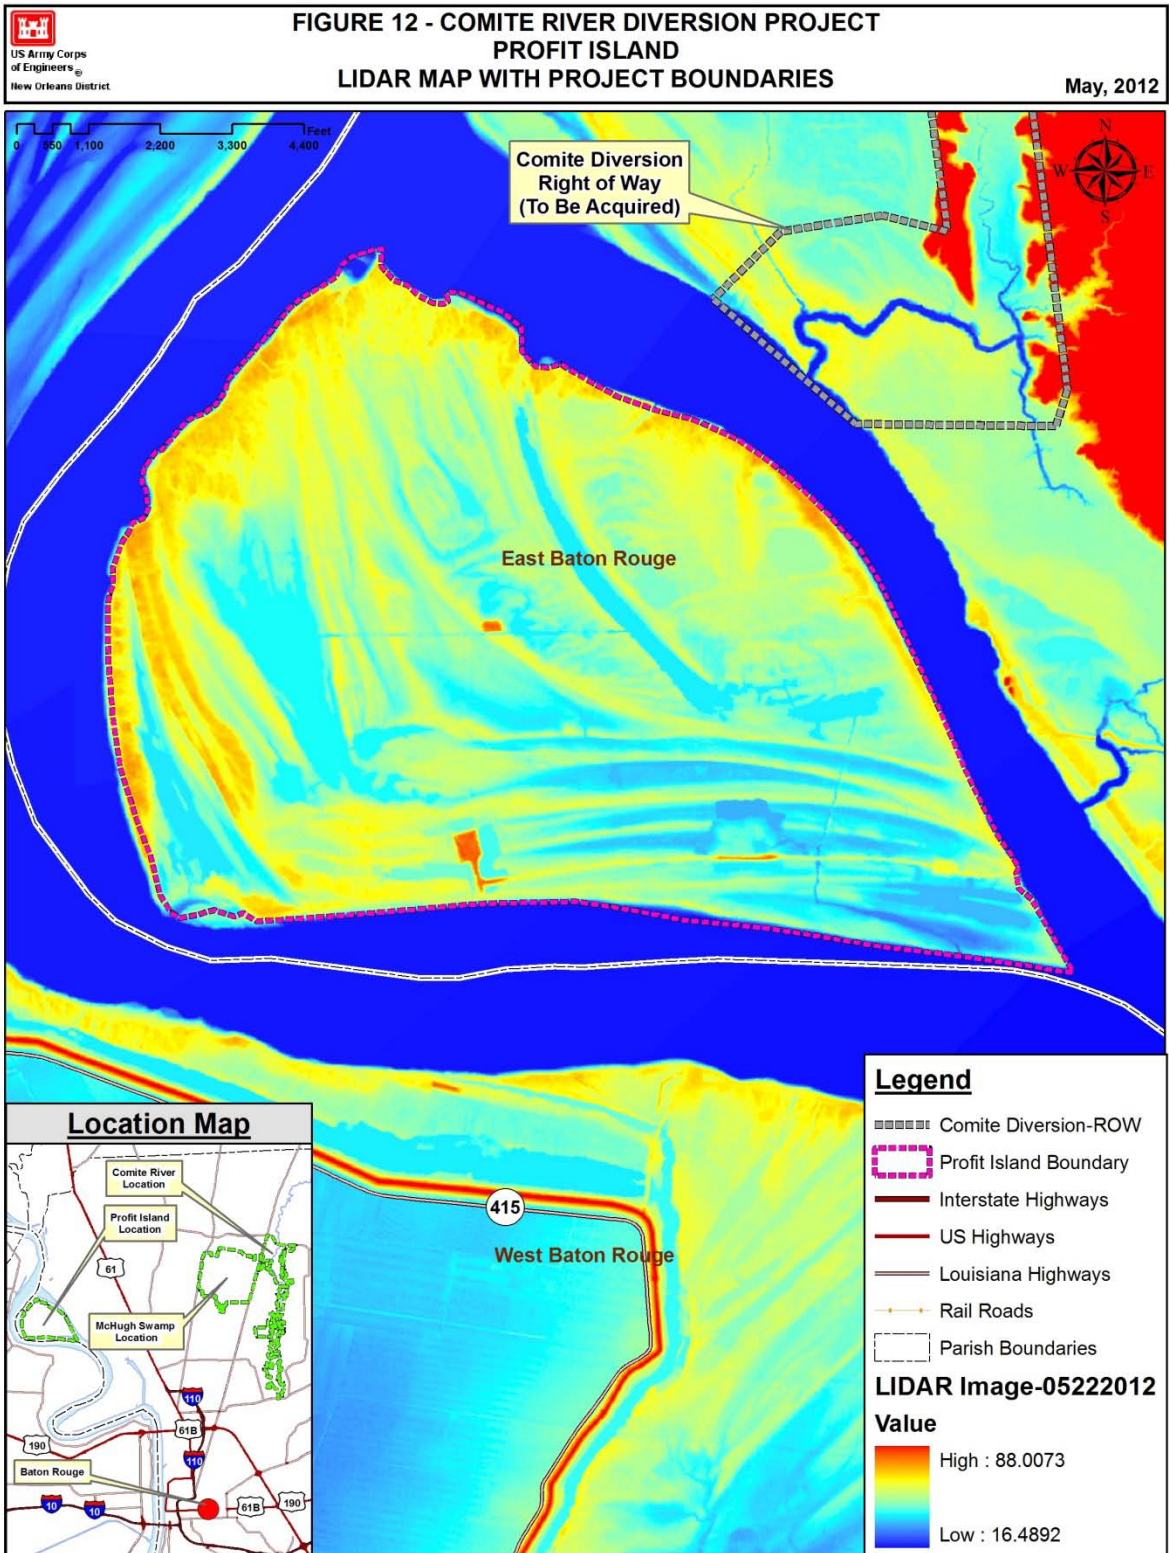 FIGURE 12 - COMITE RIVER DIVERSION PROJECT
PROFIT ISLAND
LIDAR MAP WITH PROJECT BOUNDARIES
US Army Corps
of Engineers ®
New Orleans District
May, 2012
Feet
0 550 1,100 2,200 3,300 4,400
Comite Diversion
Right of Way
(To Be Acquired)
N
W E
S
East Baton Rouge
415
West Baton Rouge
Location Map
Comite River
Location
Profit Island
Location
61
McHugh Swamp
Location
110
61B
190
110
Baton Rouge
10
10
61B
190
Legend
Comite Diversion-ROW
Profit Island Boundary
Interstate Highways
US Highways
Louisiana Highways
Rail Roads
Parish Boundaries
LIDAR Image-05222012
Value
High : 88.0073
Low : 16.4892